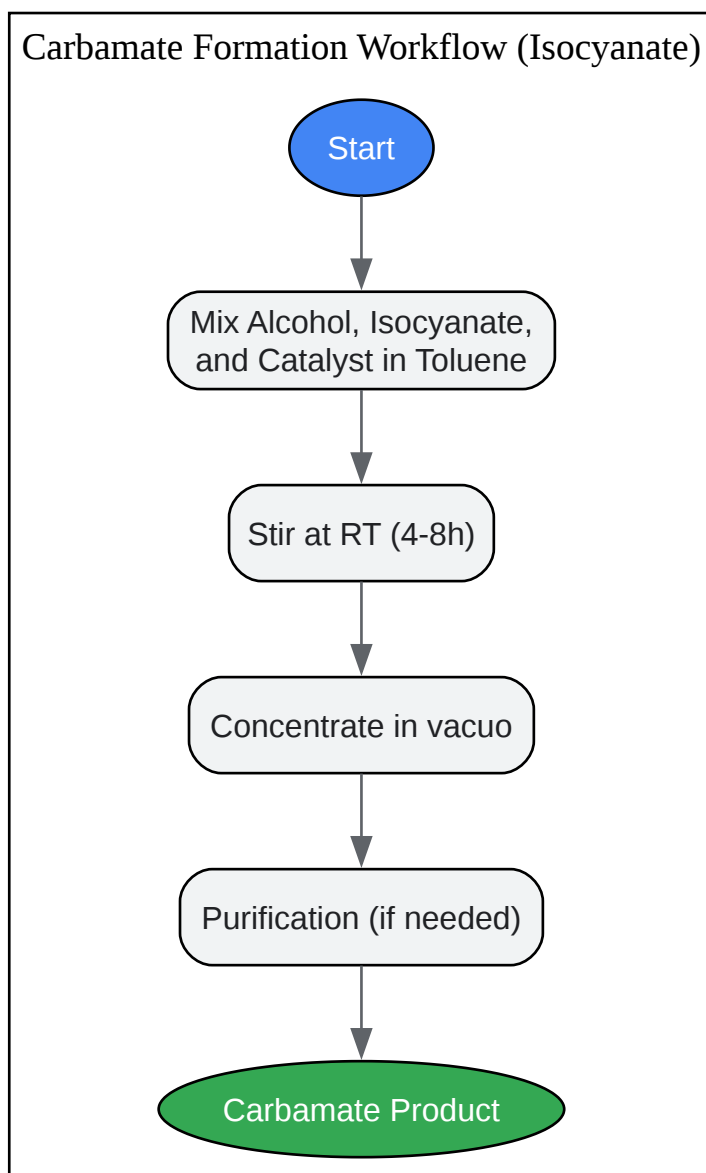 Carbamate Formation Workflow (Isocyanate)
Start
Mix Alcohol, Isocyanate,
and Catalyst in Toluene
Stir at RT (4-8h)
Concentrate in vacuo
Purification (if needed)
Carbamate Product